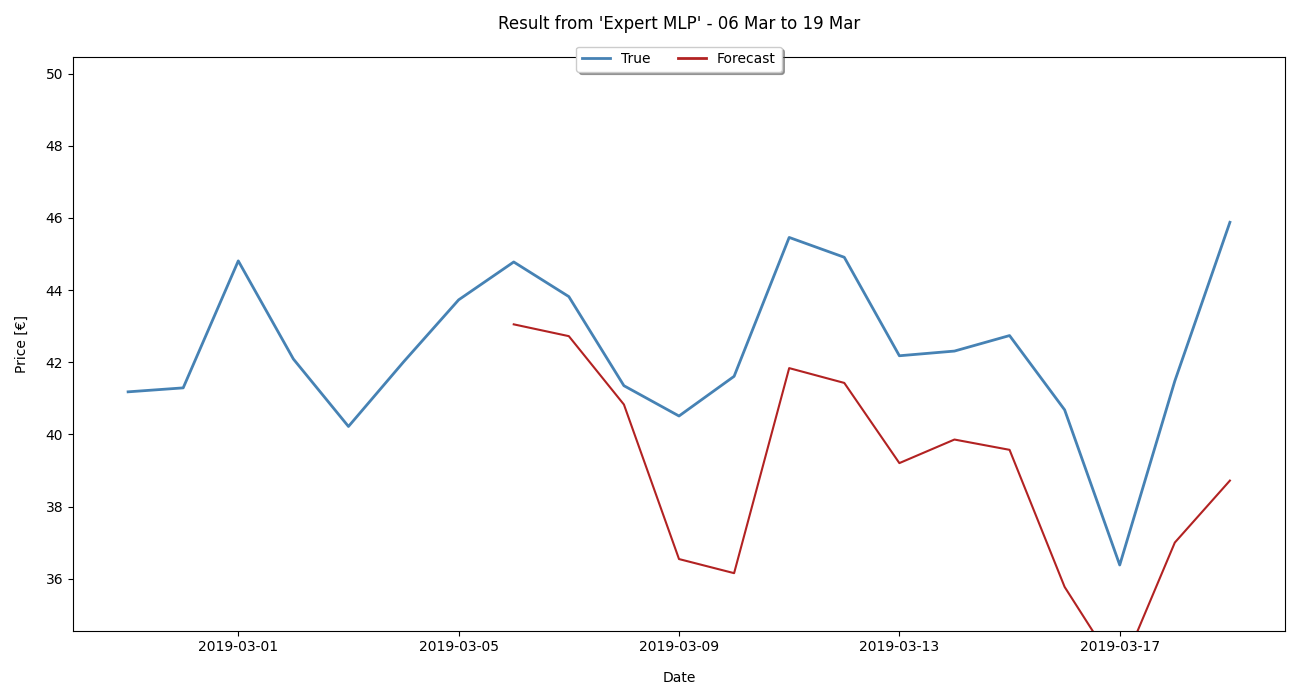 Result from 'Expert MLP' - 06 Mar to 19 Mar
True Forecast
50
48
46
44
42
40
38
36
Price [€]
2019-03-01 2019-03-05 2019-03-09 2019-03-13 2019-03-17
Date